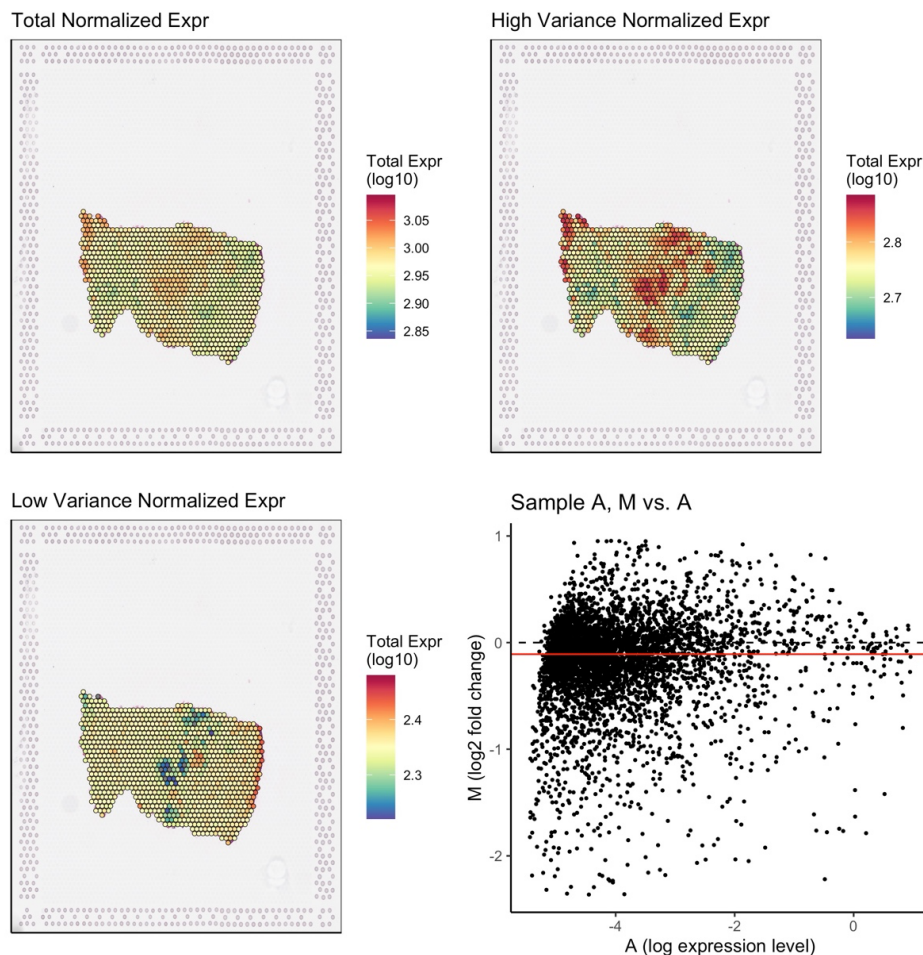 Total Normalized Expr
Total Expr
(log10)
3.05
3.00
2.95
2.90
2.85
High Variance Normalized Expr
Total Expr
(log10)
2.8
2.7
Low Variance Normalized Expr
Total Expr
(log10)
2.4
2.3
Sample A, M vs. A
M (log2 fold change)
1
0
-1
-2
-4
-2
0
A (log expression level)